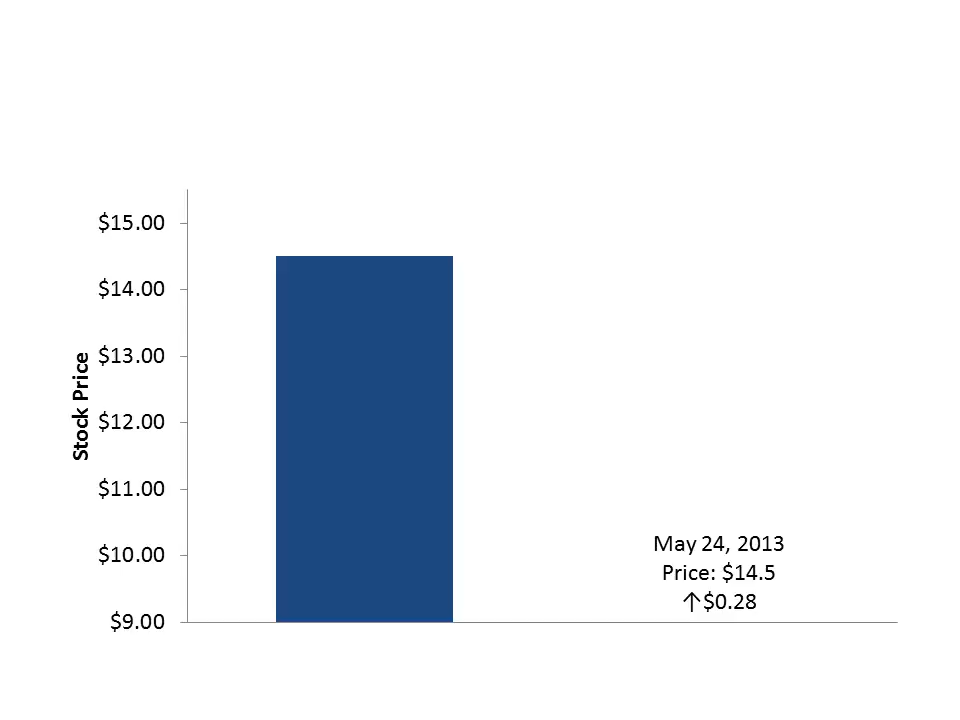 $15.00
$14.00
$13.00
$12.00
$11.00
$10.00
$9.00
Stock Price
May 24, 2013
Price: $14.5
↑$0.28